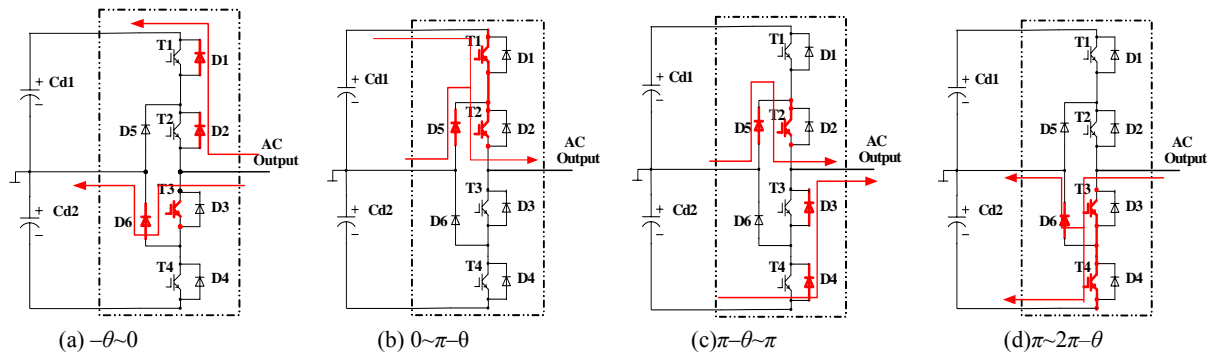 T1
D1
+
Cd1
−
T2
D5
D2
AC
Output
T3
+
Cd2
D3
−
D6
T4
D4
(a) −θ~0
T1
D1
+
Cd1
−
T2
D5
D2
AC
Output
T3
+
Cd2
D3
−
D6
T4
D4
(b) 0~π−θ
T1
D1
+
Cd1
−
T2
D5
D2
AC
Output
T3
+
Cd2
D3
−
D6
T4
D4
(c)π−θ~π
T1
D1
+
Cd1
−
T2
D5
D2
AC
Output
T3
+
Cd2
D3
−
D6
T4
D4
(d)π~2π−θ